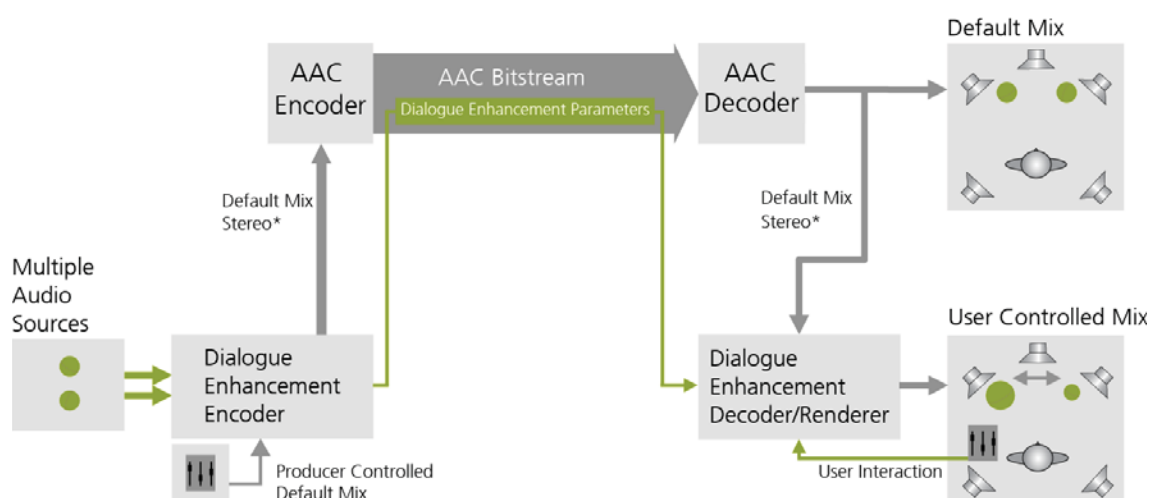 Default Mix
AAC
Encoder
AAC Bitstream
Dialogue Enhancement Parameters
AAC
Decoder
Default Mix
Stereo*
Default Mix
Stereo*
Multiple
Audio
Sources
User Controlled Mix
Dialogue
Enhancement
Encoder
Dialogue
Enhancement
Decoder/Renderer
Producer Controlled
Default Mix
User Interaction